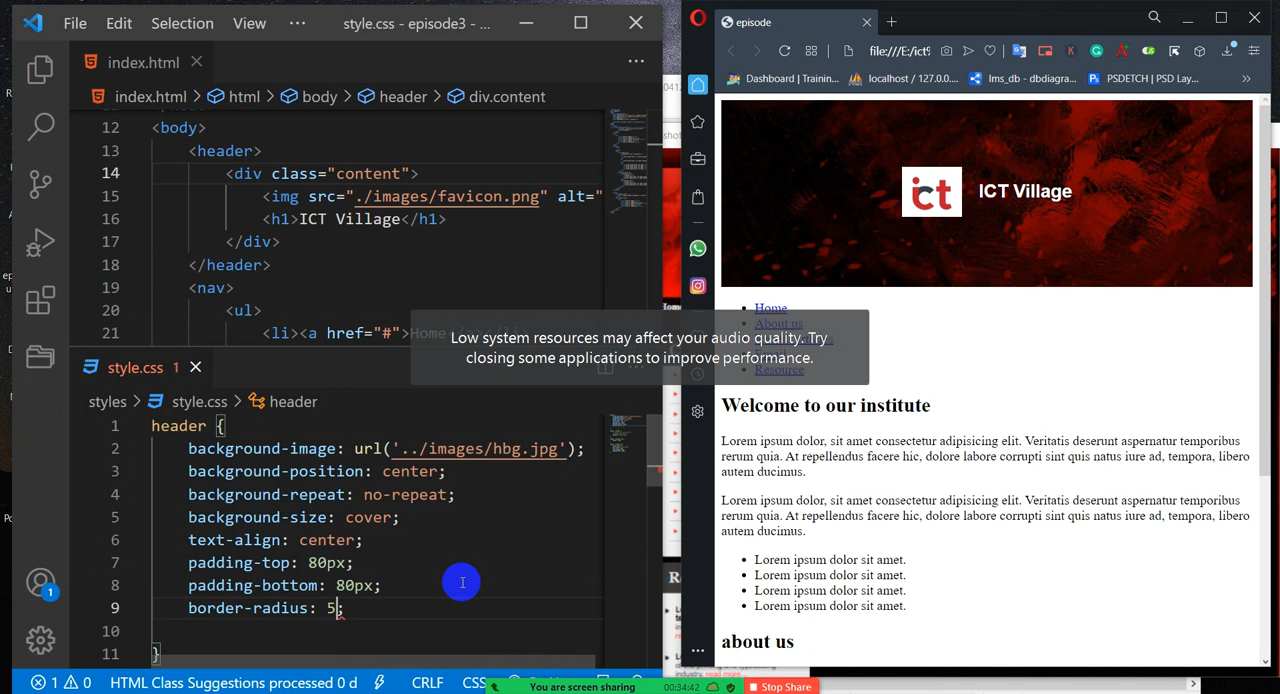 File Edit Selection View ··· style.css - episode3 - ...
index.html
index.html > html > body > header > div.content
12 <body>
13 <header>
14 <div class="content">
15 <img src="./images/favicon.png" alt="
16 <h1>ICT Village</h1>
17 </div>
18 </header>
19 <nav>
20 <ul>
21 <li><a href="#">Home
style.css 1
styles > style.css > header
1 header {
2 background-image: url('../images/hbg.jpg');
3 background-position: center;
4 background-repeat: no-repeat;
5 background-size: cover;
6 text-align: center;
7 padding-top: 80px;
8 padding-bottom: 80px;
9 border-radius: 5;
10
11 }
1
1 0 HTML Class Suggestions processed 0 d CRLF CSS
Low system resources may affect your audio quality. Try
closing some applications to improve performance.
You are screen sharing 00:34:42 Stop Share
episode
file:///E:/ict
Dashboard | Trainin... localhost / 127.0.0.... lms_db - dbdiagra... PSDETCH | PSD Lay...
ict ICT Village
Home
About us
Resource
Welcome to our institute
Lorem ipsum dolor, sit amet consectetur adipisicing elit. Veritatis deserunt aspernatur temporibus
rerum quia. At repellendus facere hic, dolore labore corrupti sint quis natus iure ad, tempora, libero
autem ducimus.
Lorem ipsum dolor, sit amet consectetur adipisicing elit. Veritatis deserunt aspernatur temporibus
rerum quia. At repellendus facere hic, dolore labore corrupti sint quis natus iure ad, tempora, libero
autem ducimus.
Lorem ipsum dolor sit amet.
Lorem ipsum dolor sit amet.
Lorem ipsum dolor sit amet.
Lorem ipsum dolor sit amet.
about us